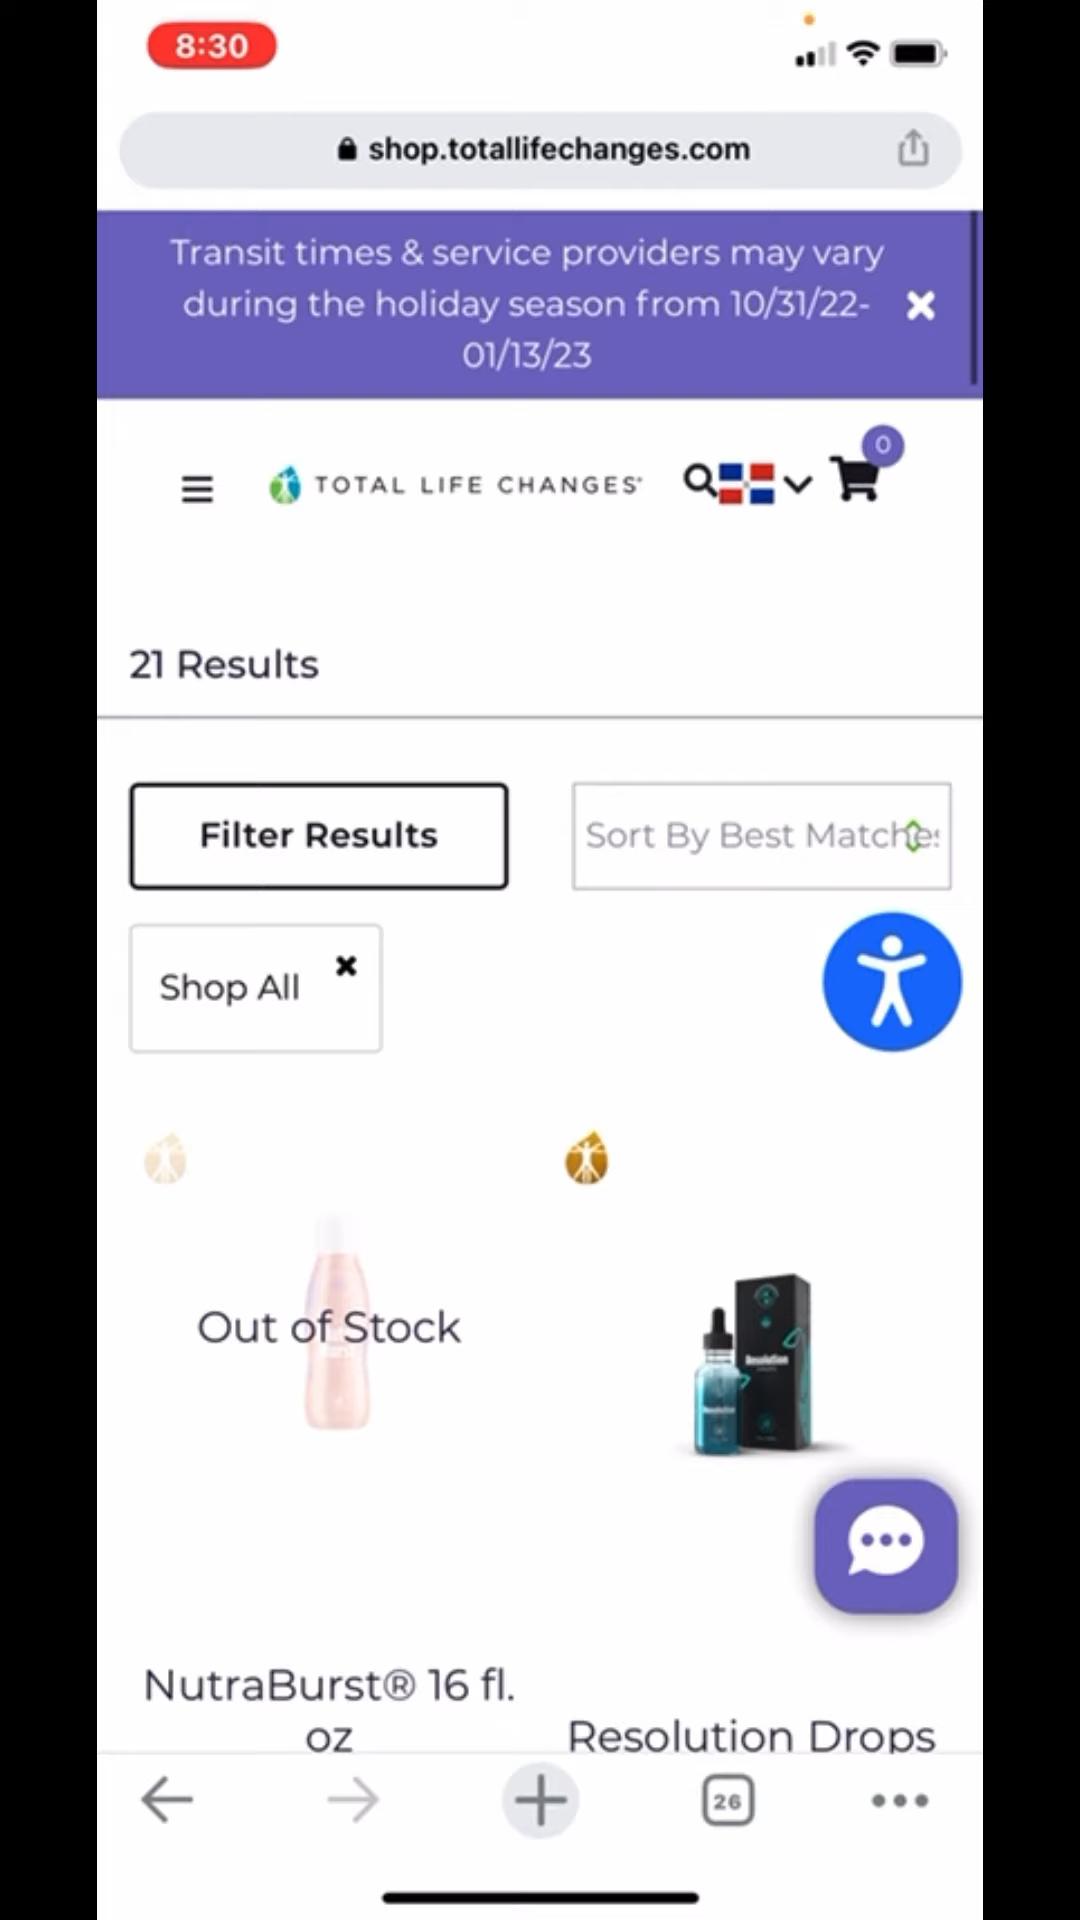 8:30
shop.totallifechanges.com
Transit times & service providers may vary
during the holiday season from 10/31/22-
01/13/23
TOTAL LIFE CHANGES
0
21 Results
Filter Results
Sort By Best Matches
Shop All
Out of Stock
Resolution
NutraBurst® 16 fl.
oz
Resolution Drops
26